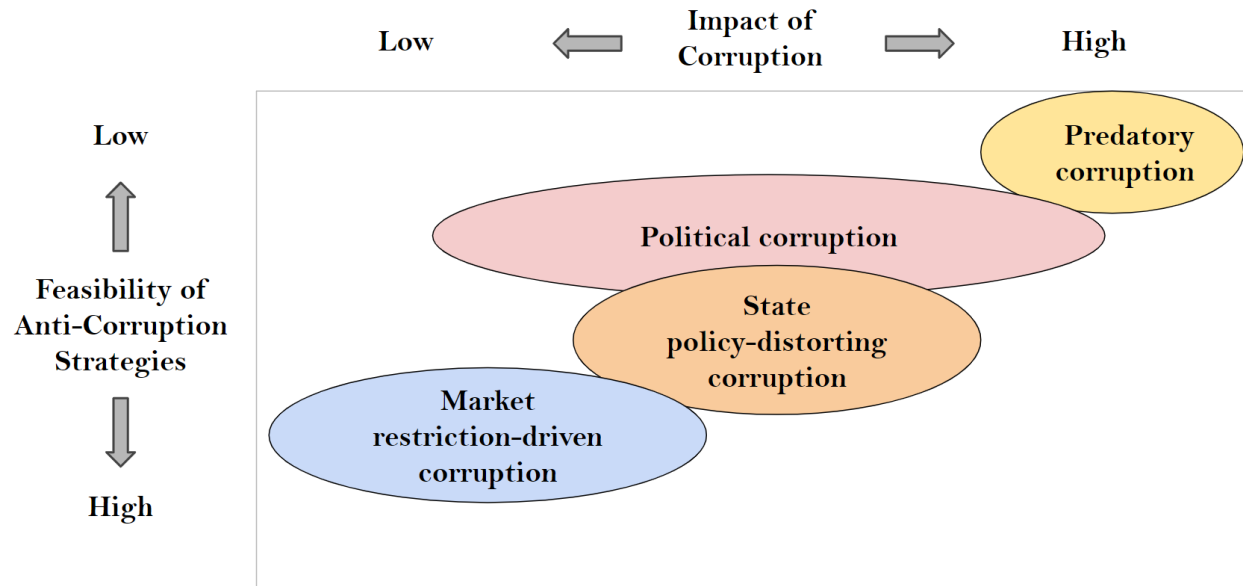 Low
Impact of
Corruption
High
Low
Feasibility of
Anti-Corruption
Strategies
High
Predatory
corruption
Political corruption
State
policy-distorting
corruption
Market
restriction-driven
corruption